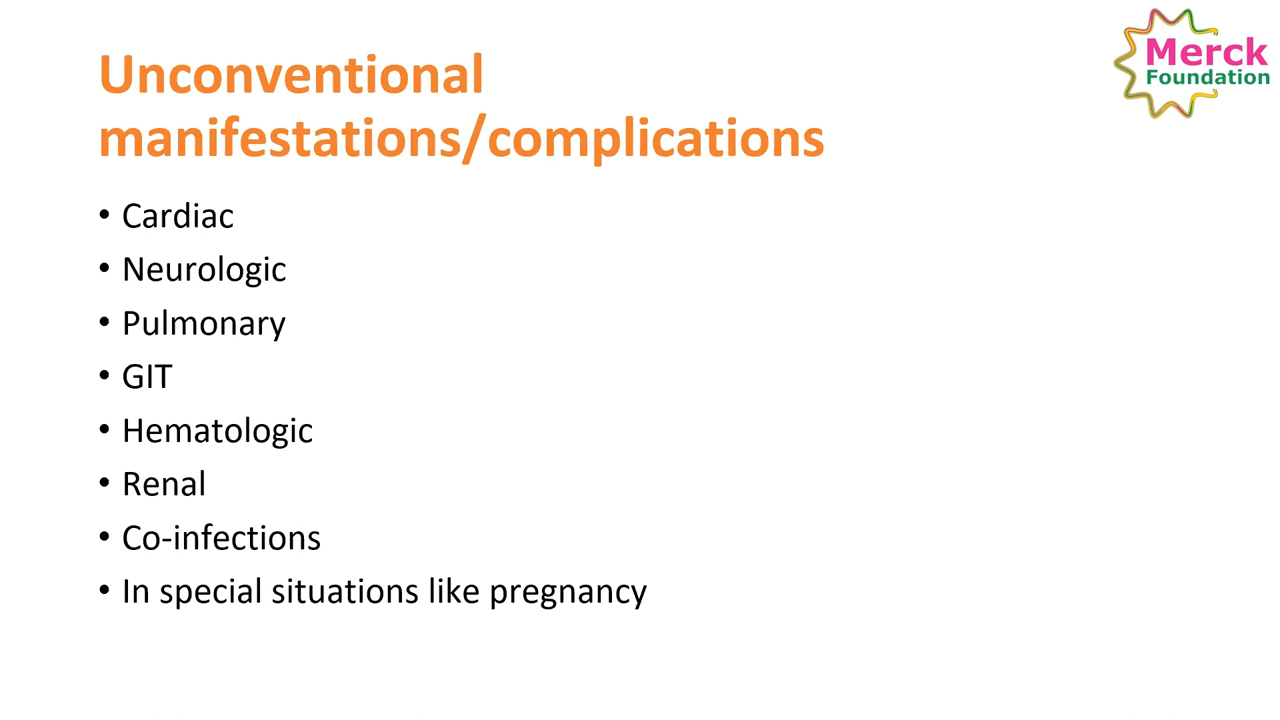 Unconventional
manifestations/complications
Merck
Foundation
• Cardiac
• Neurologic
• Pulmonary
• GIT
• Hematologic
• Renal
• Co-infections
• In special situations like pregnancy